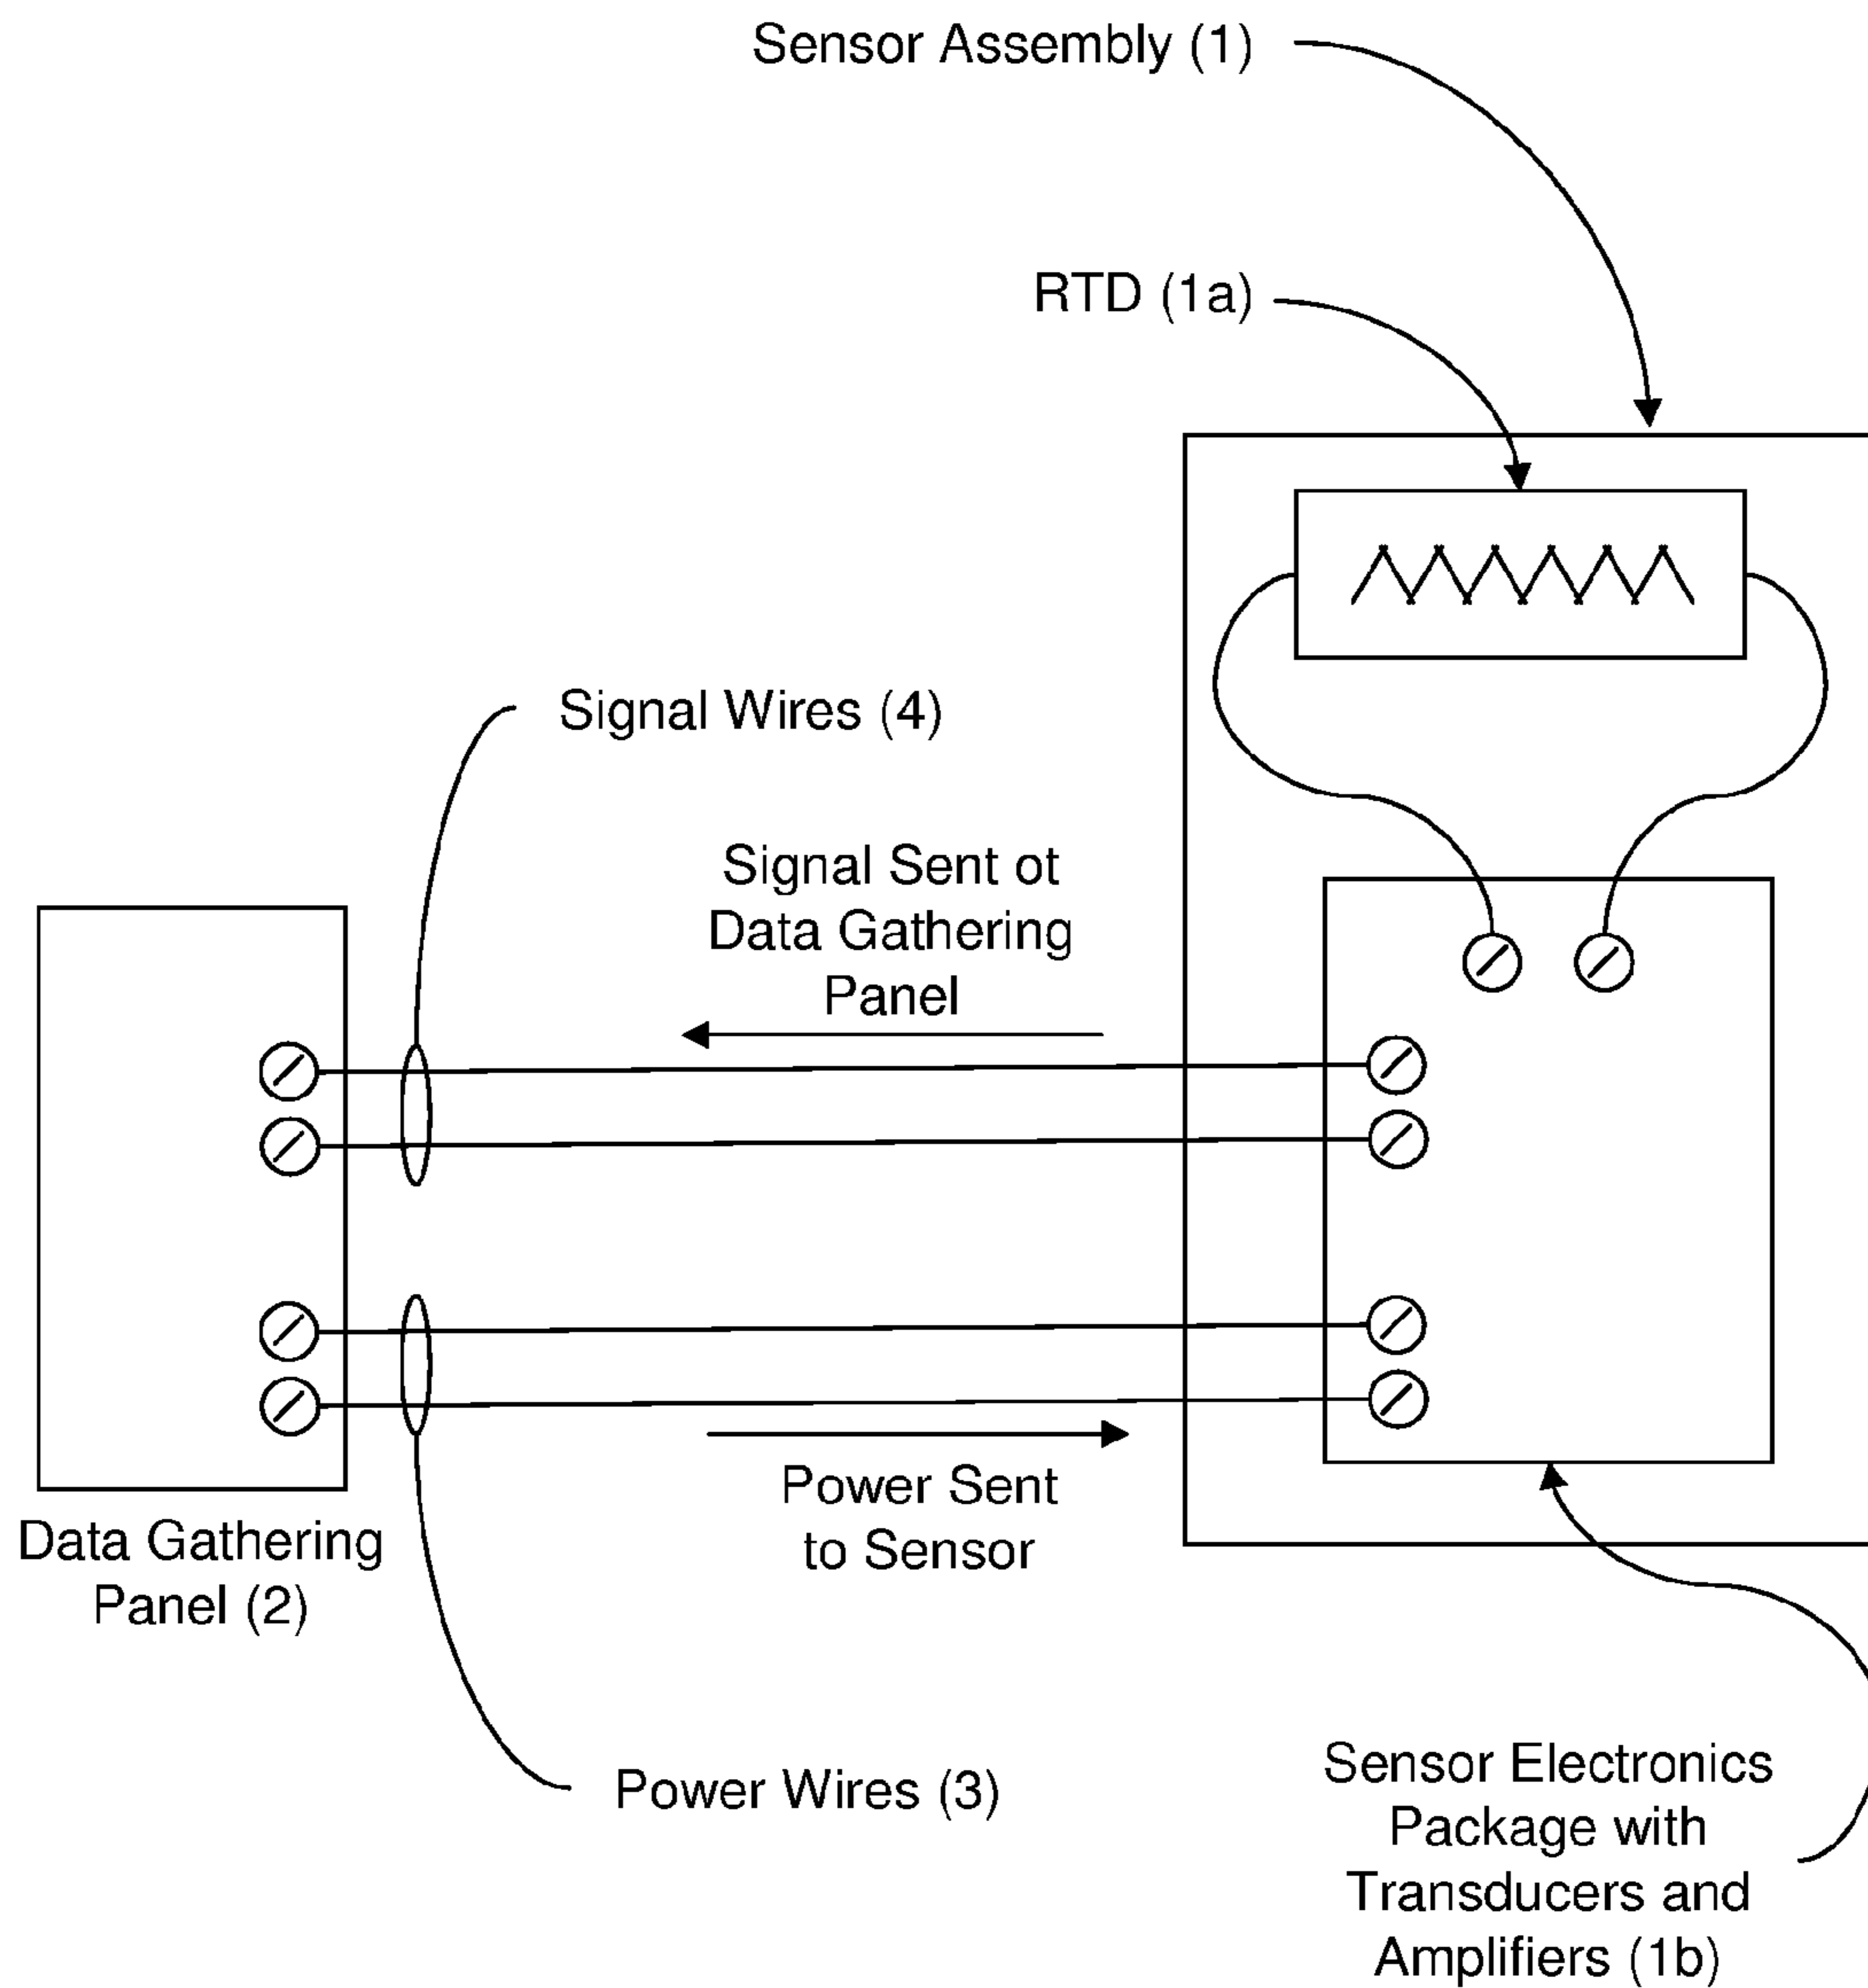 Sensor Assembly (1)
RTD (1a)
Signal Wires (4)
Signal Sent ot
Data Gathering
Panel
Power Sent
to Sensor
Data Gathering
Panel (2)
Power Wires (3)
Sensor Electronics
Package with
Transducers and
Amplifiers (1b)